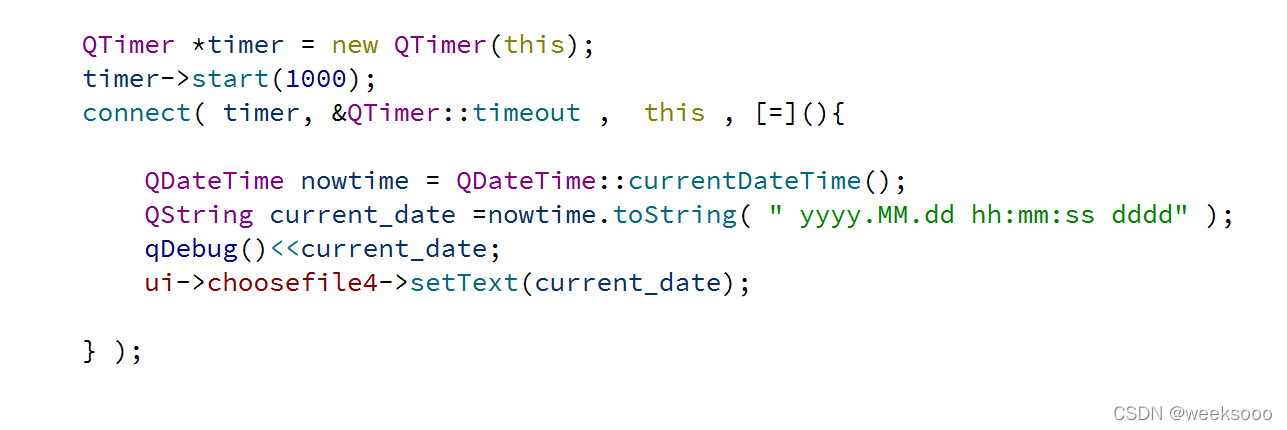 QTimer *timer = new QTimer(this);
timer->start(1000);
connect( timer, &QTimer::timeout ,  this , [=](){
QDateTime nowtime = QDateTime::currentDateTime();
QString current_date =nowtime.toString( " yyyy.MM.dd hh:mm:ss dddd" );
qDebug()<<current_date;
ui->choosefile4->setText(current_date);
} );
CSDN @weeksooo